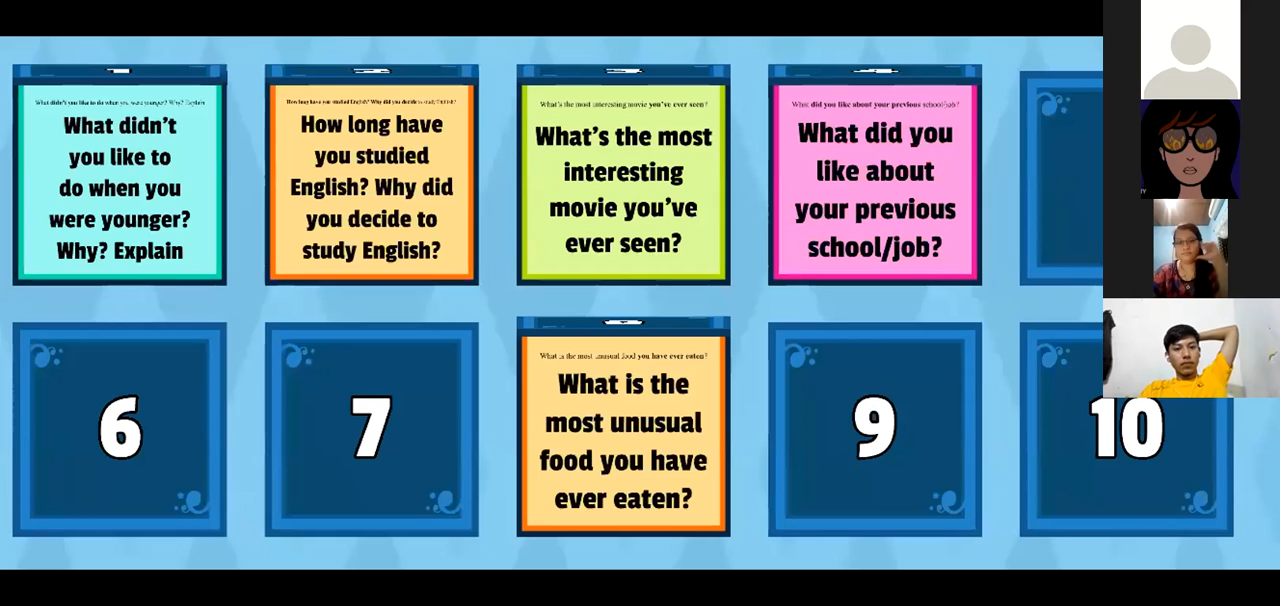 What didn't you like to do when you were younger? Why? Explain
What didn't
you like to
do when you
were younger?
Why? Explain
How long have you studied English? Why did you decide to study English?
How long have
you studied
English? Why did
you decide to
study English?
What's the most interesting movie you've ever seen?
What's the most
interesting
movie you've
ever seen?
What did you like about your previous school/job?
What did you
like about
your previous
school/job?
6
7
What is the most unusual food you have ever eaten?
What is the
most unusual
food you have
ever eaten?
9
10